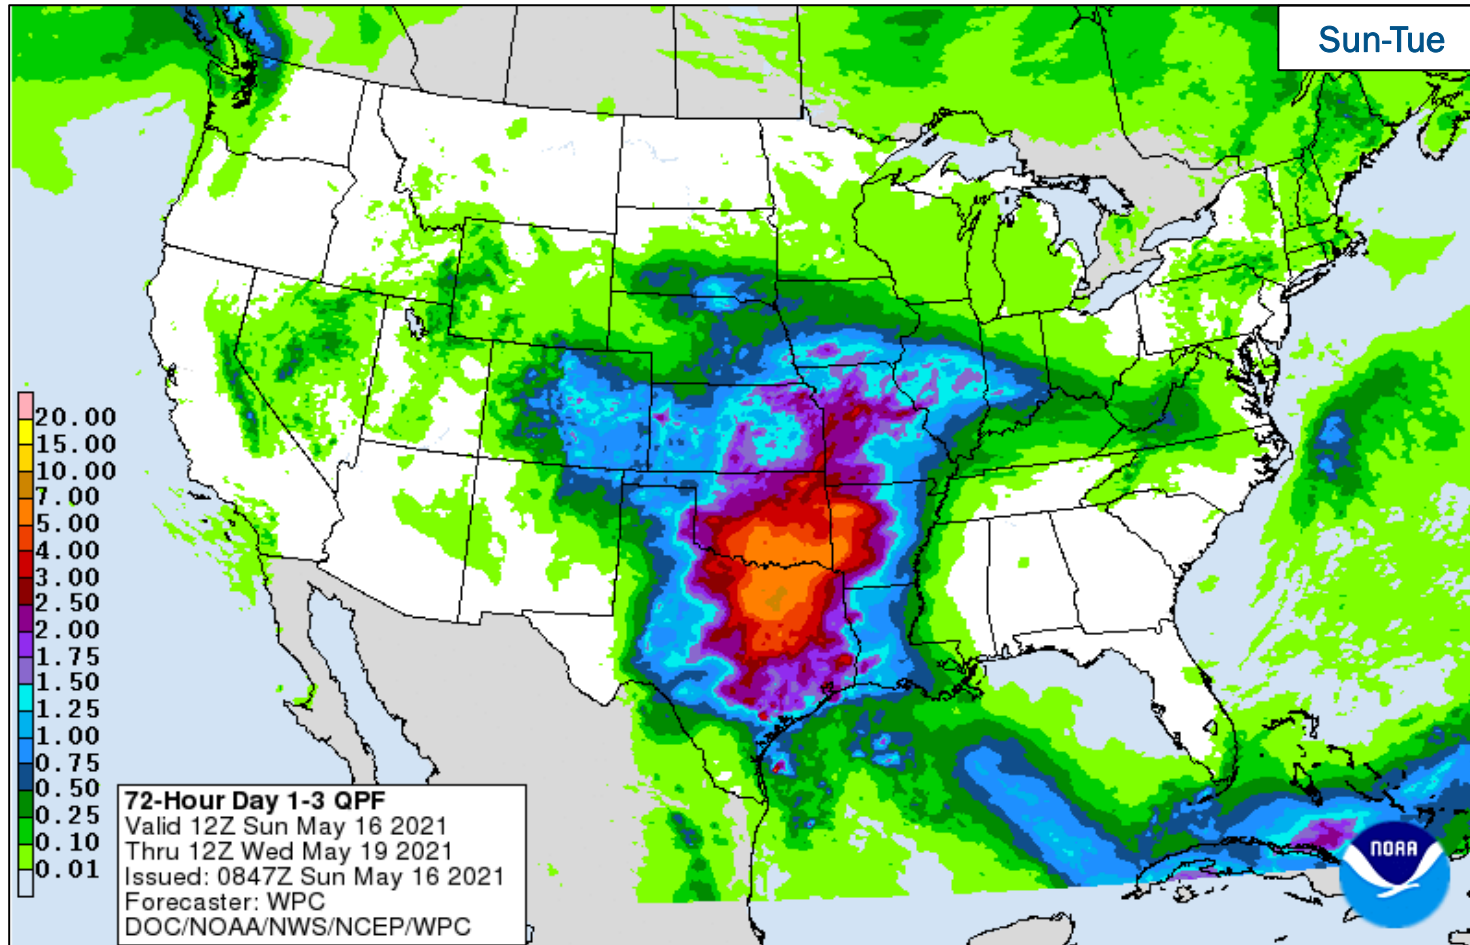 Sun-Tue
20.00
15.00
10.00
7.00
5.00
4.00
3.00
2.50
2.00
1.75
1.50
1.25
1.00
0.75
0.50
0.25
0.10
0.01
72-Hour Day 1-3 QPF
Valid 12Z Sun May 16 2021
Thru 12Z Wed May 19 2021
Issued: 0847Z Sun May 16 2021
Forecaster: WPC
DOC/NOAA/NWS/NCEP/WPC
NOAA